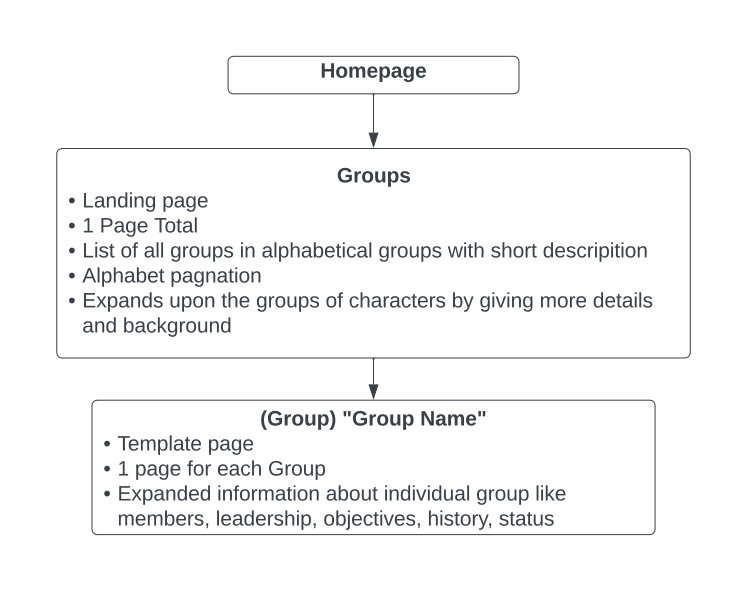 Homepage
Groups
• Landing page
• 1 Page Total
• List of all groups in alphabetical groups with short descripition
• Alphabet pagnation
• Expands upon the groups of characters by giving more details
and background
(Group) "Group Name"
• Template page
• 1 page for each Group
• Expanded information about individual group like
members, leadership, objectives, history, status